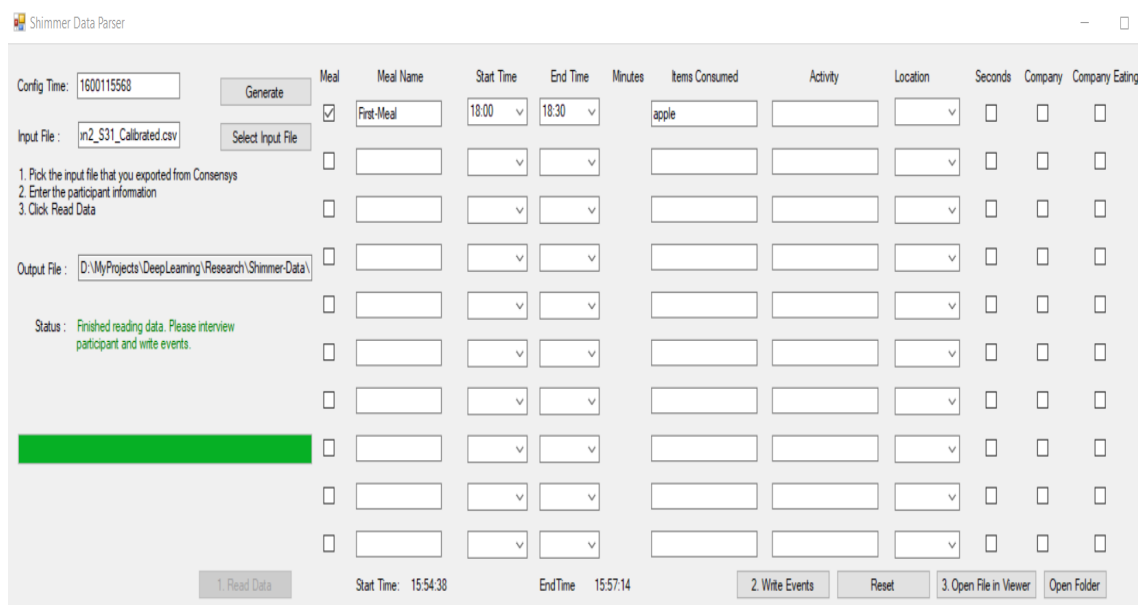 Shimmer Data Parser
Config Time: 1600115568 Generate
Input File : on2_S31_Calibrated.csv Select Input File
1. Pick the input file that you exported from Consensys
2. Enter the participant information
3. Click Read Data
Output File : D:\MyProjects\DeepLearning\Research\Shimmer-Data\
Status : Finished reading data. Please interview
participant and write events.
Meal Meal Name Start Time End Time Minutes Items Consumed Activity Location Seconds Company Company Eating
First-Meal 18:00 18:30 apple
1. Read Data Start Time: 15:54:38 EndTime 15:57:14 2. Write Events Reset 3. Open File in Viewer Open Folder